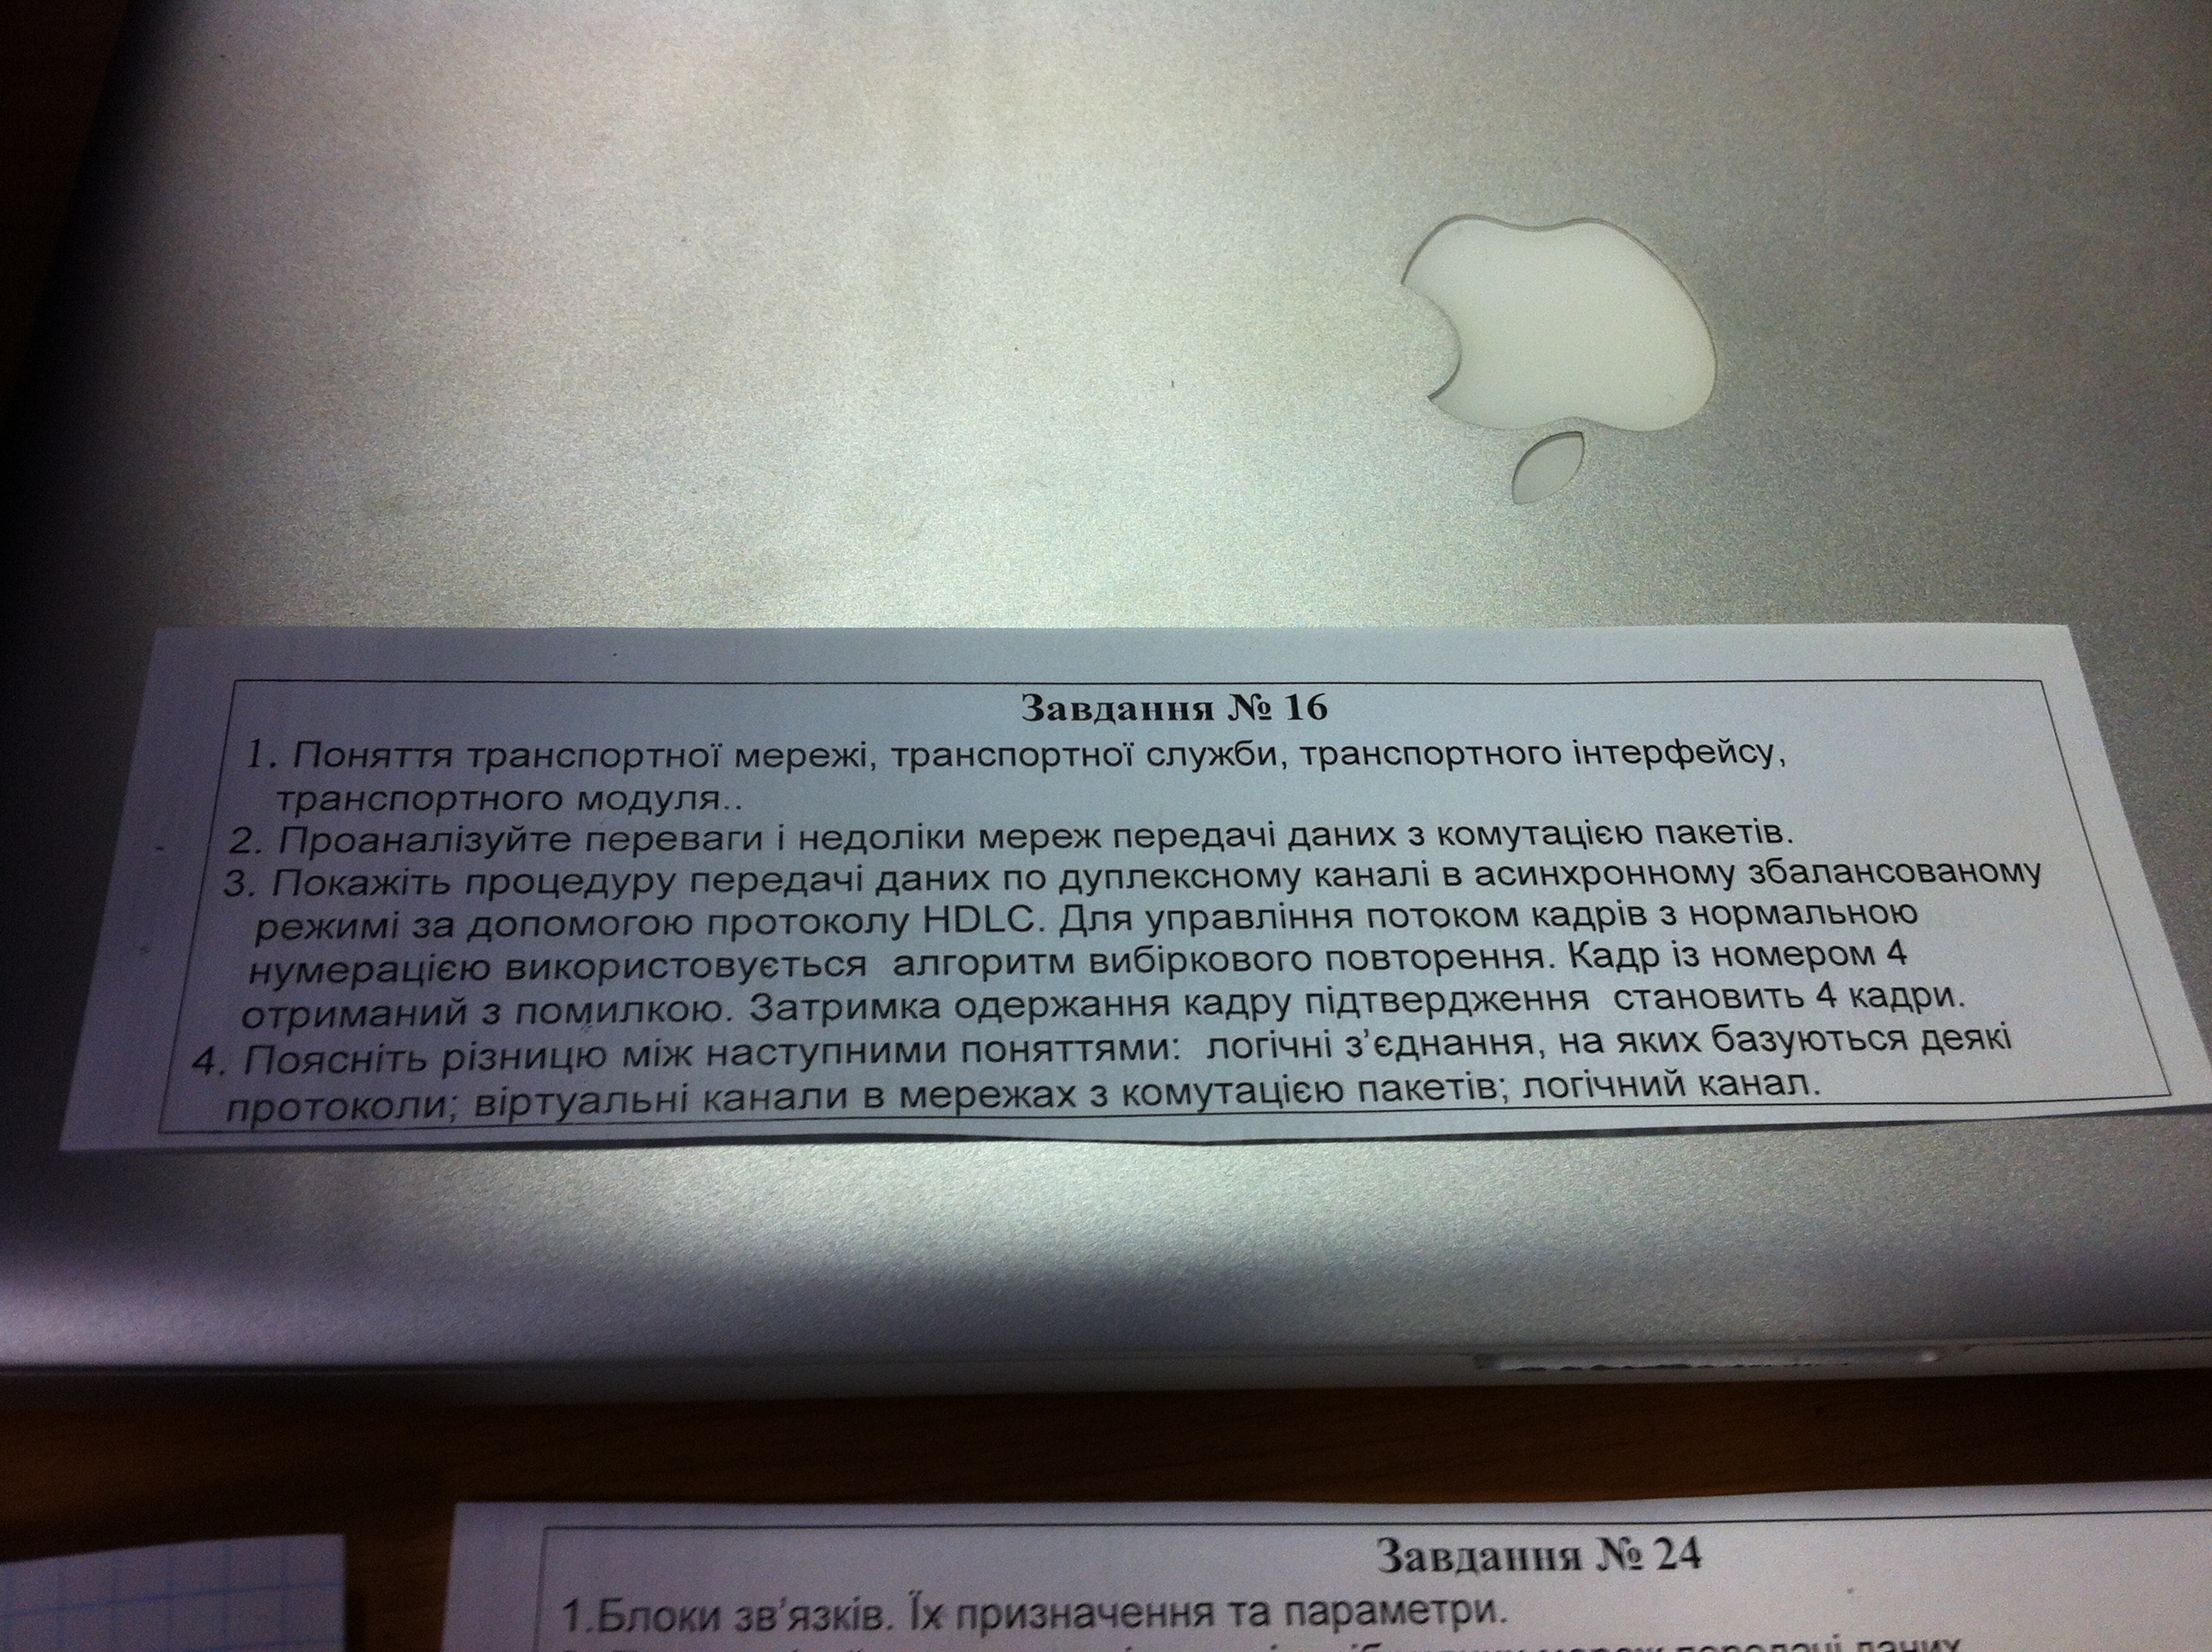 Завдання № 16
1. Поняття транспортної мережі, транспортної служби, транспортного інтерфейсу,
транспортного модуля..
2. Проаналізуйте переваги і недоліки мереж передачі даних з комутацією пакетів.
3. Покажіть процедуру передачі даних по дуплексному каналі в асинхронному збалансованому
режимі за допомогою протоколу HDLC. Для управління потоком кадрів з нормальною
нумерацією використовується алгоритм вибіркового повторення. Кадр із номером 4
отриманий з помилкою. Затримка одержання кадру підтвердження становить 4 кадри.
4. Поясніть різницю між наступними поняттями: логічні з’єднання, на яких базуються деякі
протоколи; віртуальні канали в мережах з комутацією пакетів; логічний канал.
Завдання № 24
1.Блоки зв’язків. Їх призначення та параметри.
мереж передачі даних